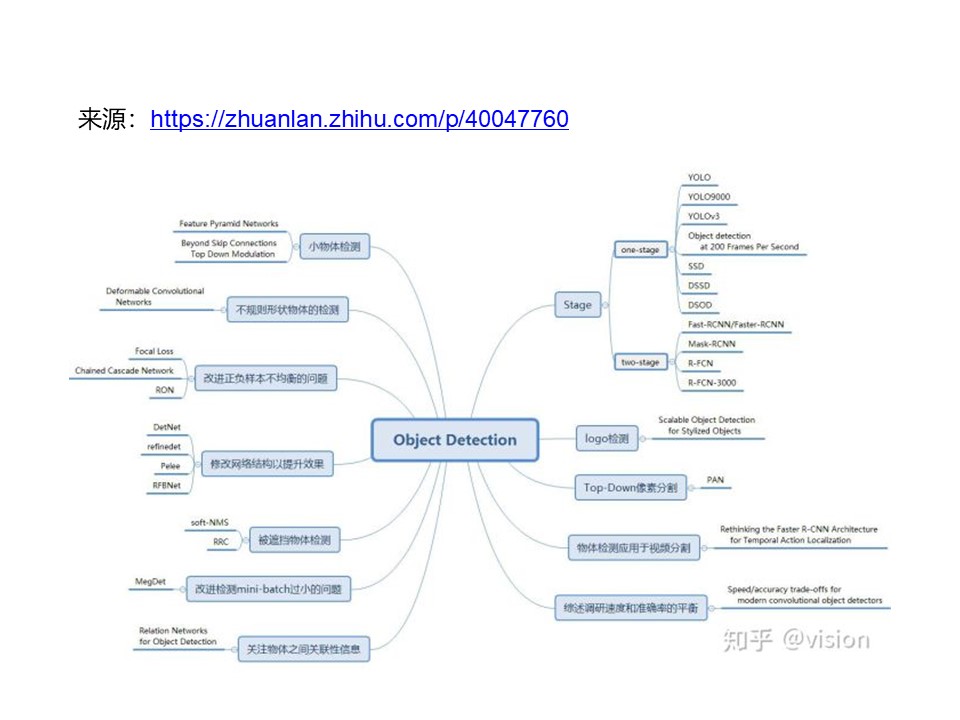 来源：https://zhuanlan.zhihu.com/p/40047760
Feature Pyramid Networks
Beyond Skip Connections
Top Down Modulation
小物体检测
Deformable Convolutional
Networks
不规则形状物体的检测
Focal Loss
Chained Cascade Network
RON
改进正负样本不均衡的问题
DetNet
refinedet
Pelee
RFBNet
修改网络结构以提升效果
soft-NMS
RRC
被遮挡物体检测
MegDet
改进检测mini-batch过小的问题
Relation Networks
for Object Detection
关注物体之间关联性信息
Object Detection
Stage
one-stage
YOLO
YOLO9000
YOLOv3
Object detection
at 200 Frames Per Second
SSD
DSSD
DSOD
two-stage
Fast-RCNN/Faster-RCNN
Mask-RCNN
R-FCN
R-FCN-3000
logo检测
Scalable Object Detection
for Stylized Objects
Top-Down像素分割
PAN
物体检测应用于视频分割
Rethinking the Faster R-CNN Architecture
for Temporal Action Localization
综述调研速度和准确率的平衡
Speed/accuracy trade-offs for
modern convolutional object detectors
知乎 @vision